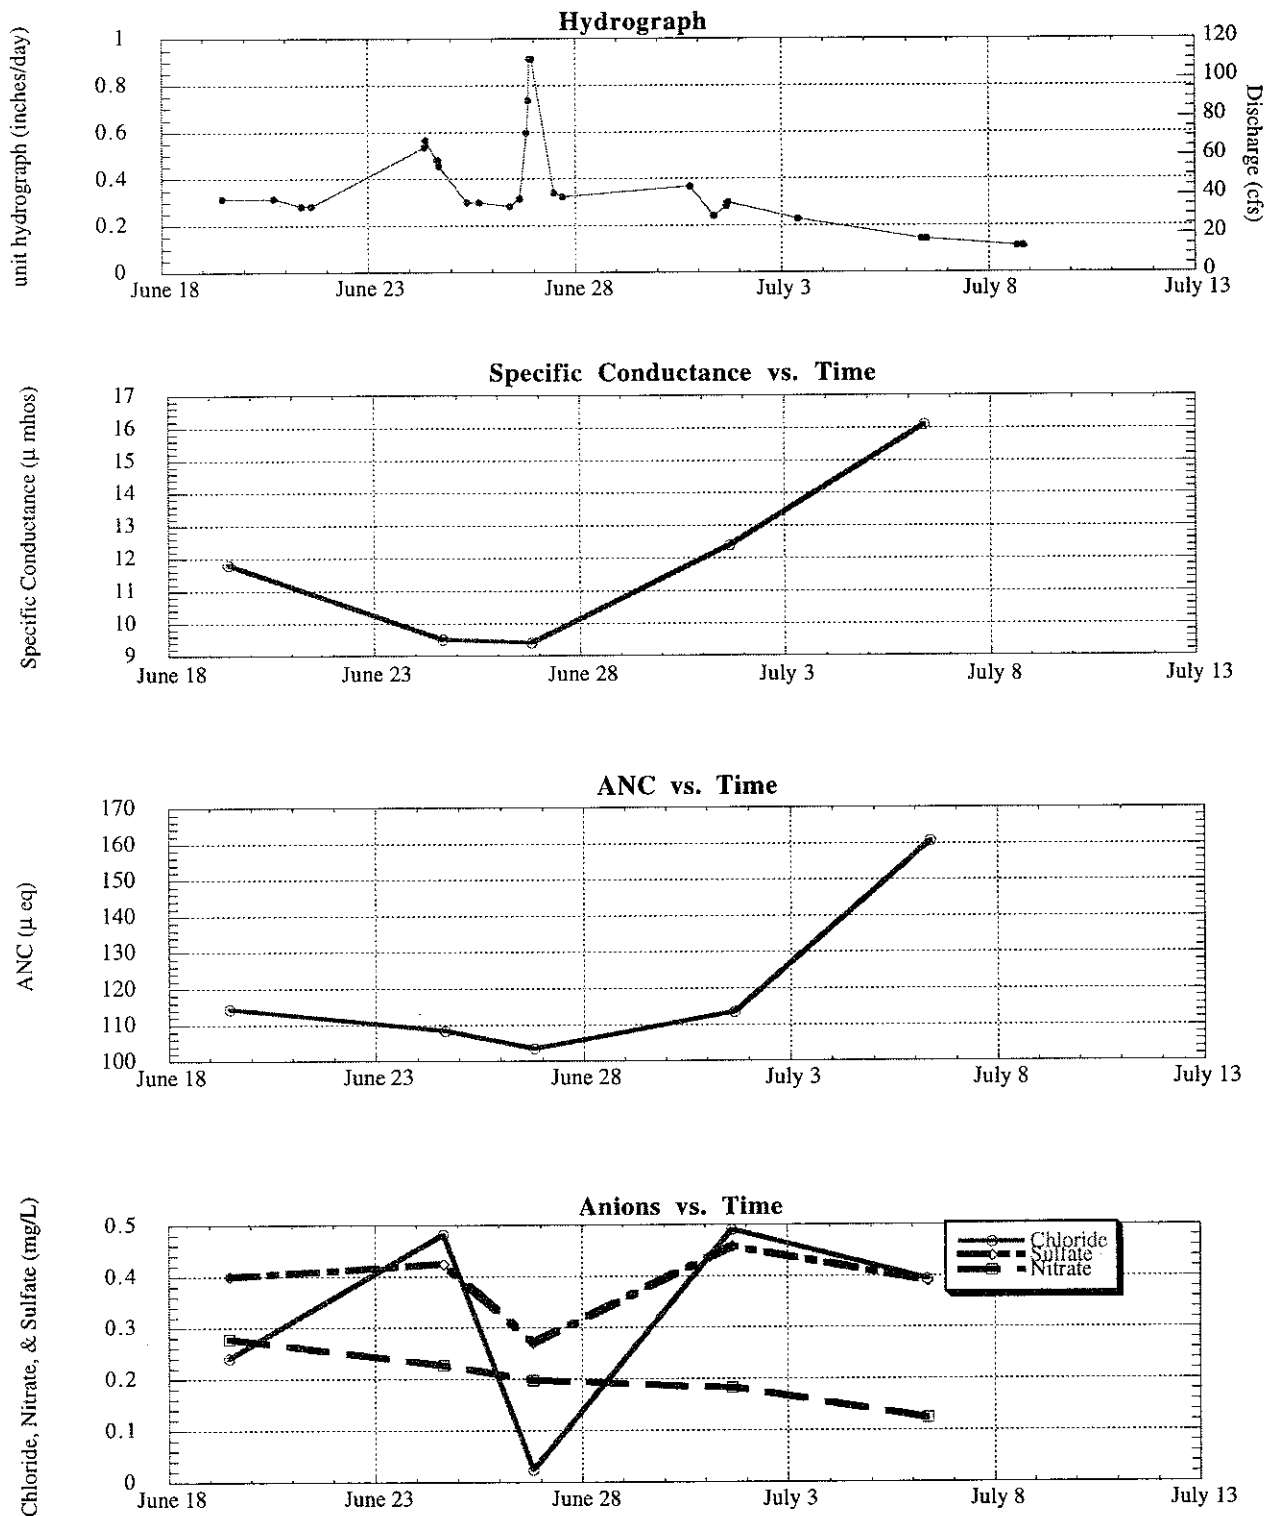 Hydrograph
unit hydrograph (inches/day)
1
0.8
0.6
0.4
0.2
0
120
100
80
60
40
20
0
Discharge (cfs)
June 18 June 23 June 28 July 3 July 8 July 13
Specific Conductance vs. Time
Specific Conductance (μ mhos)
17
16
15
14
13
12
11
10
9
June 18 June 23 June 28 July 3 July 8 July 13
ANC vs. Time
ANC (μ eq)
170
160
150
140
130
120
110
100
June 18 June 23 June 28 July 3 July 8 July 13
Anions vs. Time
Chloride, Nitrate, & Sulfate (mg/L)
0.5
0.4
0.3
0.2
0.1
0
Chloride
Sulfate
Nitrate
June 18 June 23 June 28 July 3 July 8 July 13